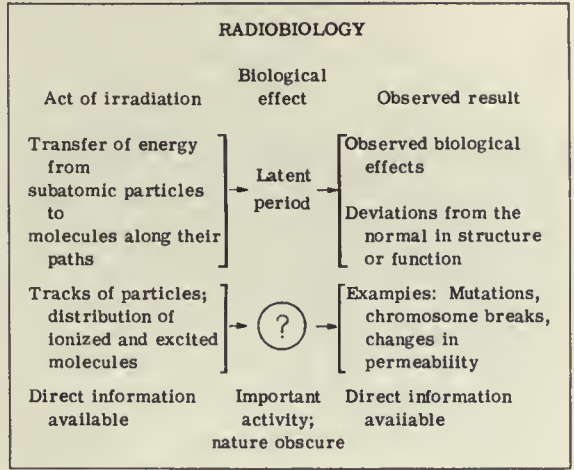 RADIOBIOLOGY
Act of irradiation
Biological
effect
Observed result
Transfer of energy
from
subatomic particles
to
molecules along their
paths
Latent
period
Observed biological
effects
Deviations from the
normal in structure
or function
Tracks of particles;
distribution of
ionized and excited
molecules
?
Examples: Mutations,
chromosome breaks,
changes in
permeability
Direct information
available
Important
activity;
nature obscure
Direct information
available